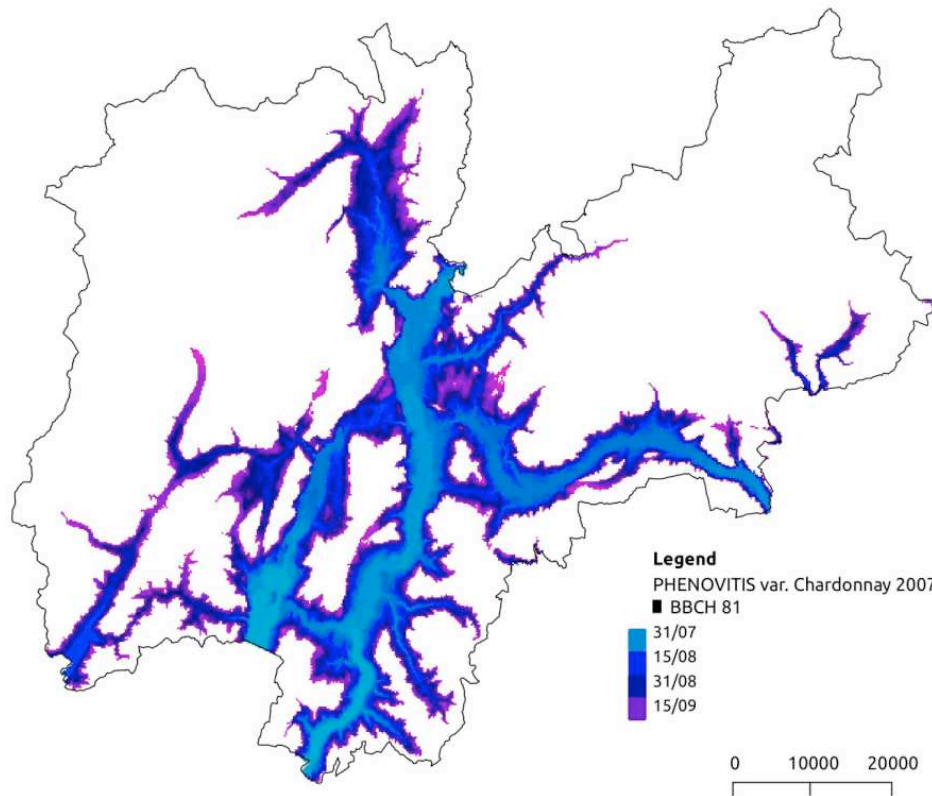 Legend
PHENOVITIS var. Chardonnay 2007
BBCH 81
31/07
15/08
31/08
15/09
0 10000 20000